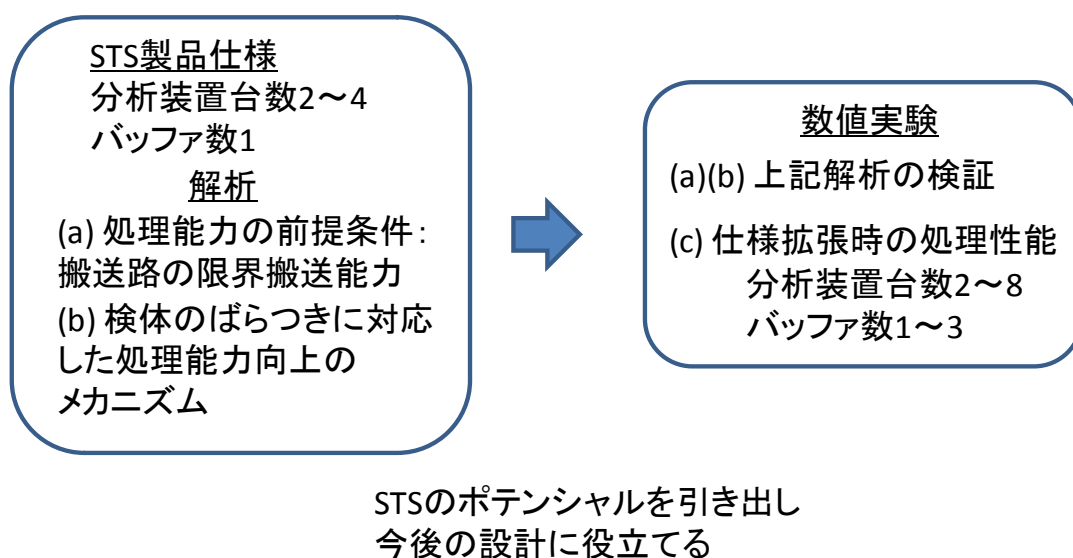 STS製品仕様
分析装置台数2～4
バッファ数1
解析
(a) 処理能力の前提条件：
搬送路の限界搬送能力
(b) 検体のばらつきに対応
した処理能力向上の
メカニズム
数値実験
(a)(b) 上記解析の検証
(c) 仕様拡張時の処理性能
分析装置台数2～8
バッファ数1～3
STSのポテンシャルを引き出し
今後の設計に役立てる